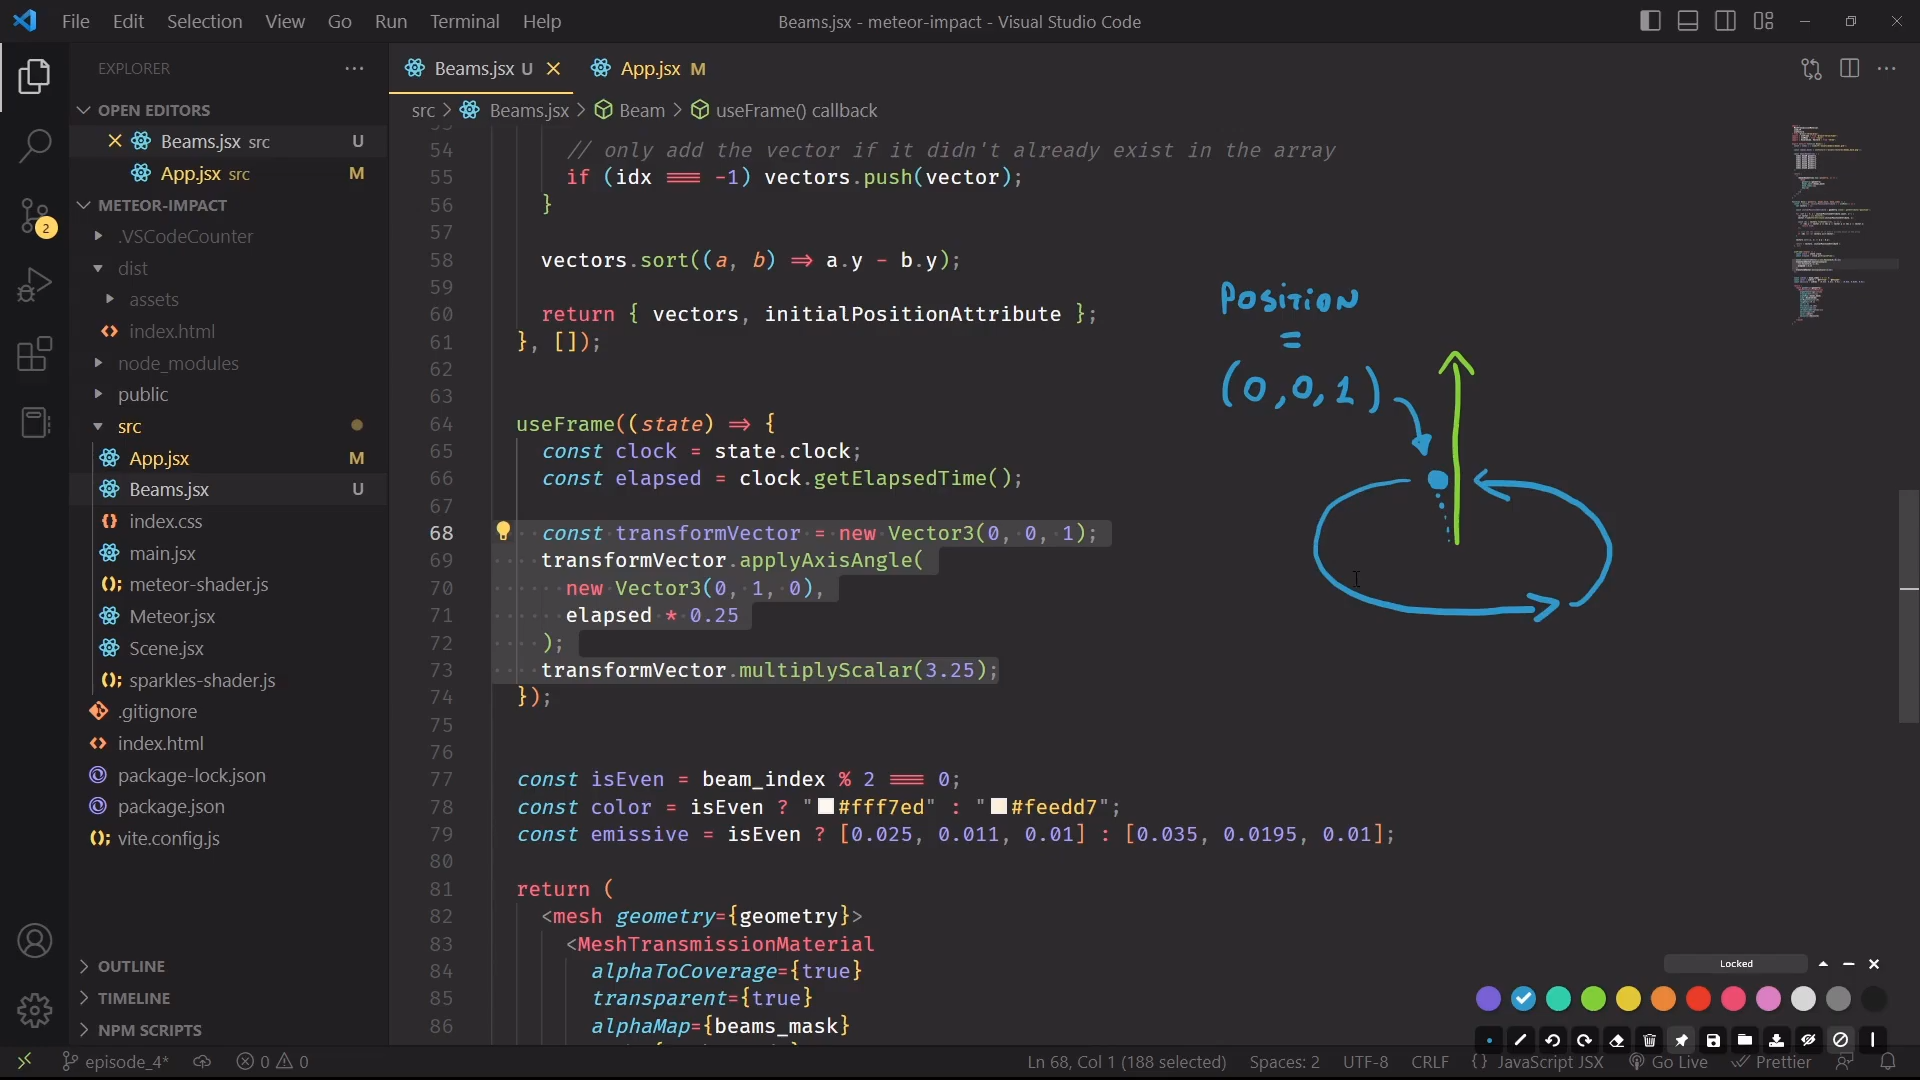 File Edit Selection View Go Run Terminal Help
Beams.jsx - meteor-impact - Visual Studio Code
EXPLORER
OPEN EDITORS
Beams.jsx src U
App.jsx src M
METEOR-IMPACT
.VSCodeCounter
dist
assets
index.html
node_modules
public
src
App.jsx M
Beams.jsx U
index.css
main.jsx
meteor-shader.js
Meteor.jsx
Scene.jsx
sparkles-shader.js
.gitignore
index.html
package-lock.json
package.json
vite.config.js
OUTLINE
TIMELINE
NPM SCRIPTS
2
Beams.jsx U
App.jsx M
src > Beams.jsx > Beam > useFrame() callback
54 // only add the vector if it didn't already exist in the array
55 if (idx === -1) vectors.push(vector);
56 }
57
58 vectors.sort((a, b) => a.y - b.y);
59
60 return { vectors, initialPositionAttribute };
61 }, []);
62
63
64 useFrame((state) => {
65 const clock = state.clock;
66 const elapsed = clock.getElapsedTime();
67
68 const transformVector = new Vector3(0, 0, 1);
69 transformVector.applyAxisAngle(
70 new Vector3(0, 1, 0),
71 elapsed * 0.25
72 );
73 transformVector.multiplyScalar(3.25);
74 });
75
76
77 const isEven = beam_index % 2 === 0;
78 const color = isEven ? "#fff7ed" : "#feedd7";
79 const emissive = isEven ? [0.025, 0.011, 0.01] : [0.035, 0.0195, 0.01];
80
81 return (
82 <mesh geometry={geometry}>
83 <MeshTransmissionMaterial
84 alphaToCoverage={true}
85 transparent={true}
86 alphaMap={beams_mask}
POSITION
=
(0,0,1)
Locked
episode_4* 0 0
Ln 68, Col 1 (188 selected) Spaces: 2 UTF-8 CRLF {} JavaScript JSX Go Live Prettier